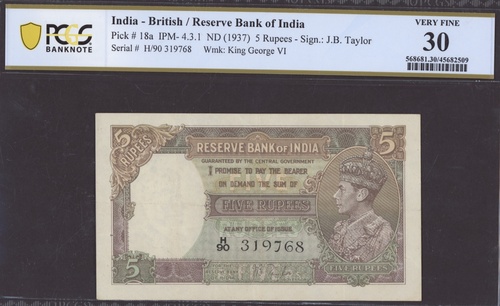 PCGS
BANKNOTE
India - British / Reserve Bank of India
Pick # 18a IPM- 4.3.1 ND (1937) 5 Rupees - Sign.: J.B. Taylor
Serial # H/90 319768 Wmk: King George VI
VERY FINE
30
568681.30/45682509
5
RUPEES
RESERVE BANK OF INDIA
5
GUARANTEED BY THE CENTRAL GOVERNMENT
I PROMISE TO PAY THE BEARER
ON DEMAND THE SUM OF
FIVE
FIVE RUPEES
RUPEES
AT ANY OFFICE OF ISSUE
H/90 319768
5
FIVE RUPEES